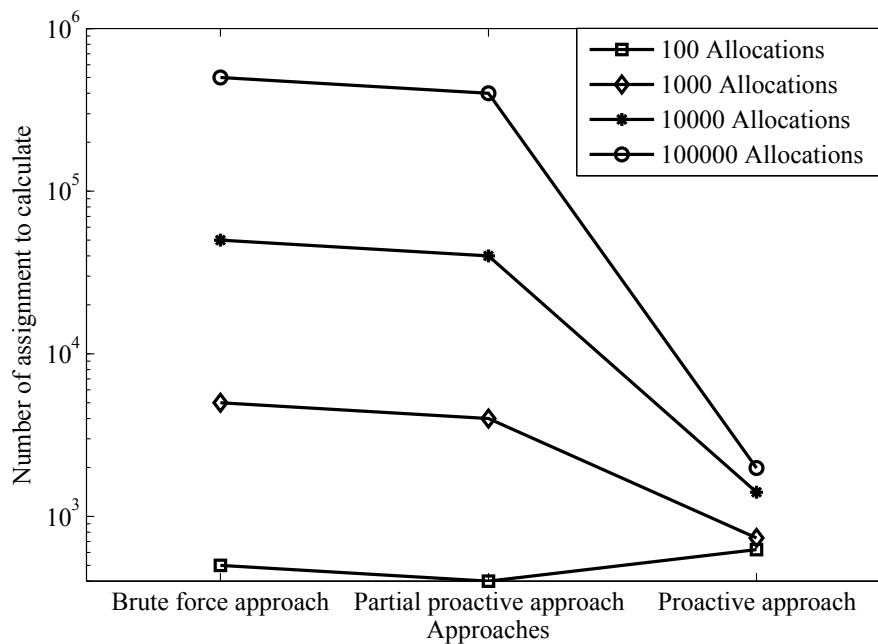 10^6
10^5
10^4
10^3
Number of assignment to calculate
100 Allocations
1000 Allocations
10000 Allocations
100000 Allocations
Brute force approach Partial proactive approach Proactive approach
Approaches